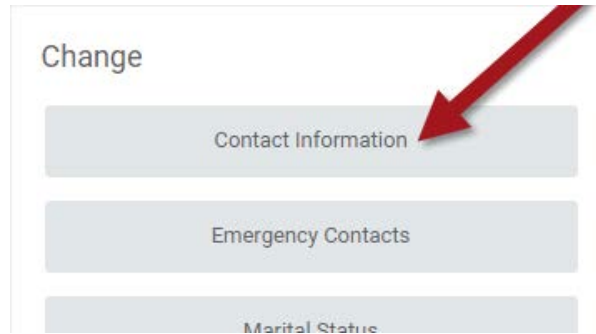 Change
Contact Information
Emergency Contacts
Marital Status